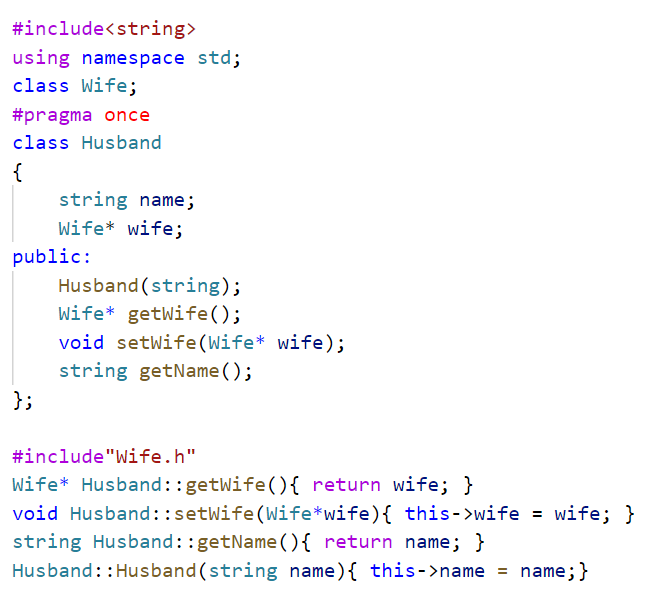 #include<string>
using namespace std;
class Wife;
#pragma once
class Husband
{
    string name;
    Wife* wife;
public:
    Husband(string);
    Wife* getWife();
    void setWife(Wife* wife);
    string getName();
};

#include"Wife.h"
Wife* Husband::getWife(){ return wife; }
void Husband::setWife(Wife*wife){ this->wife = wife; }
string Husband::getName(){ return name; }
Husband::Husband(string name){ this->name = name;}